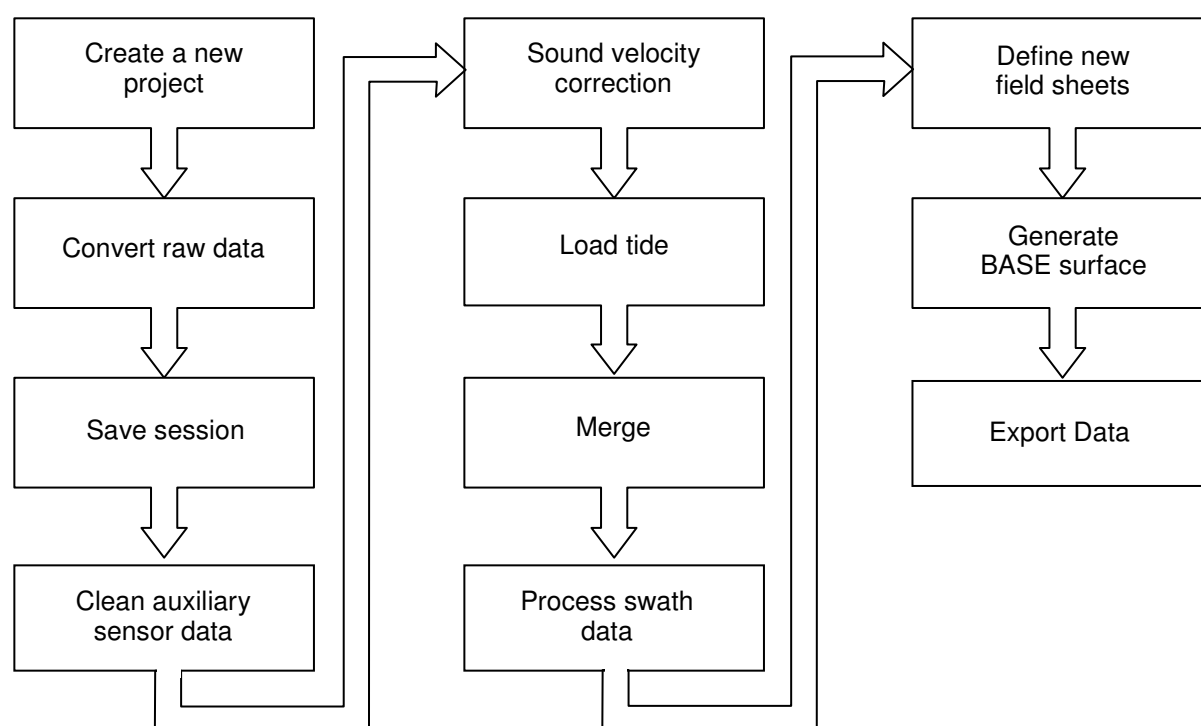 Create a new
project
Convert raw data
Save session
Clean auxiliary
sensor data
Sound velocity
correction
Load tide
Merge
Process swath
data
Define new
field sheets
Generate
BASE surface
Export Data